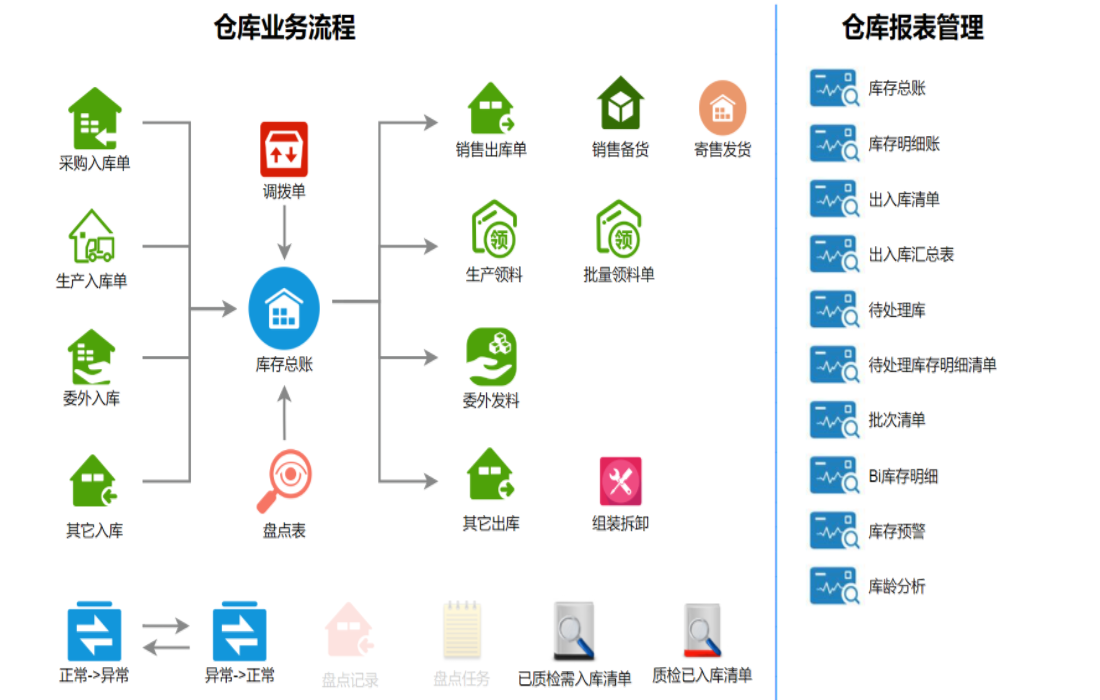 仓库业务流程
仓库报表管理
采购入库单
生产入库单
委外入库
其它入库
调拨单
库存总账
盘点表
销售出库单
销售备货
寄售发货
领
生产领料
领
批量领料单
委外发料
其它出库
组装拆卸
正常->异常
异常->正常
盘点记录
盘点任务
已质检需入库清单
质检已入库清单
库存总账
库存明细账
出入库清单
出入库汇总表
待处理库
待处理库存明细清单
批次清单
Bi库存明细
库存预警
库龄分析